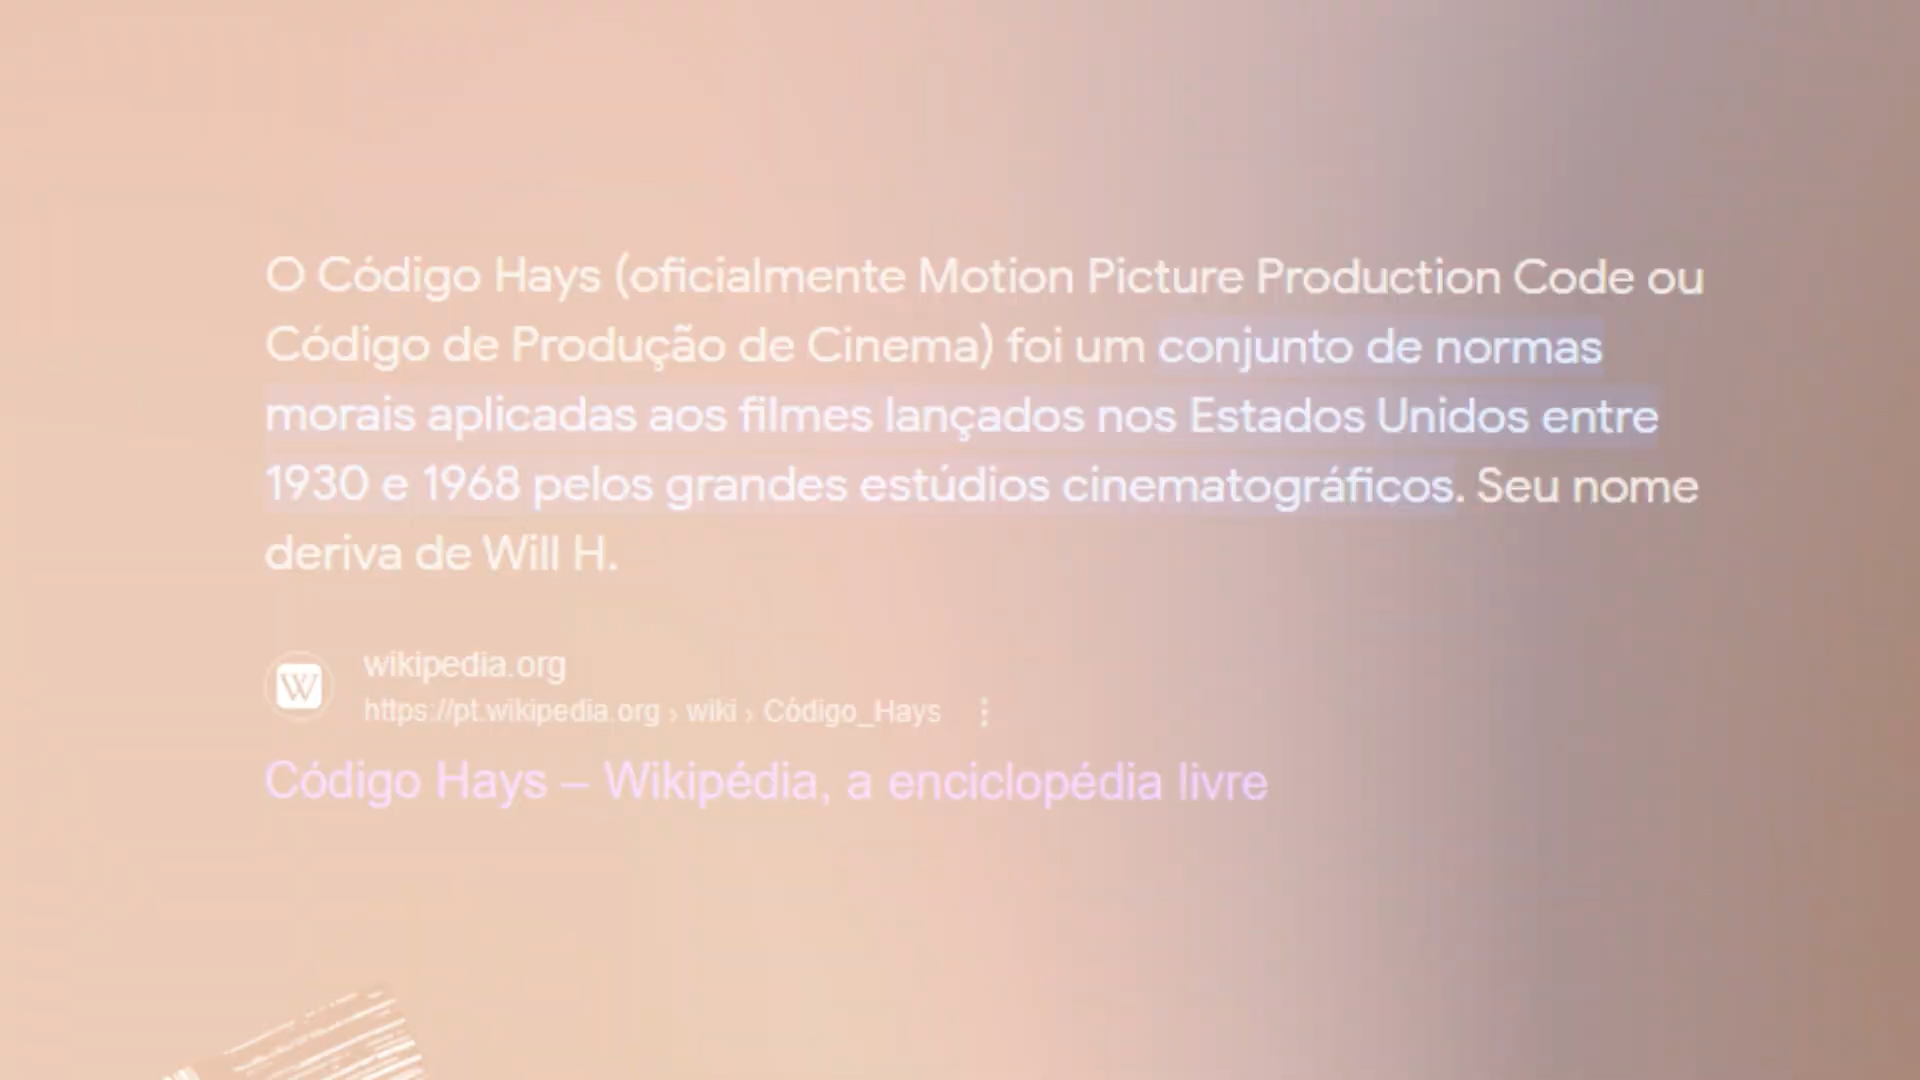 O Código Hays (oficialmente Motion Picture Production Code ou
Código de Produção de Cinema) foi um conjunto de normas
morais aplicadas aos filmes lançados nos Estados Unidos entre
1930 e 1968 pelos grandes estúdios cinematográficos. Seu nome
deriva de Will H.
W
wikipedia.org
https://pt.wikipedia.org › wiki › Código_Hays
Código Hays – Wikipédia, a enciclopédia livre